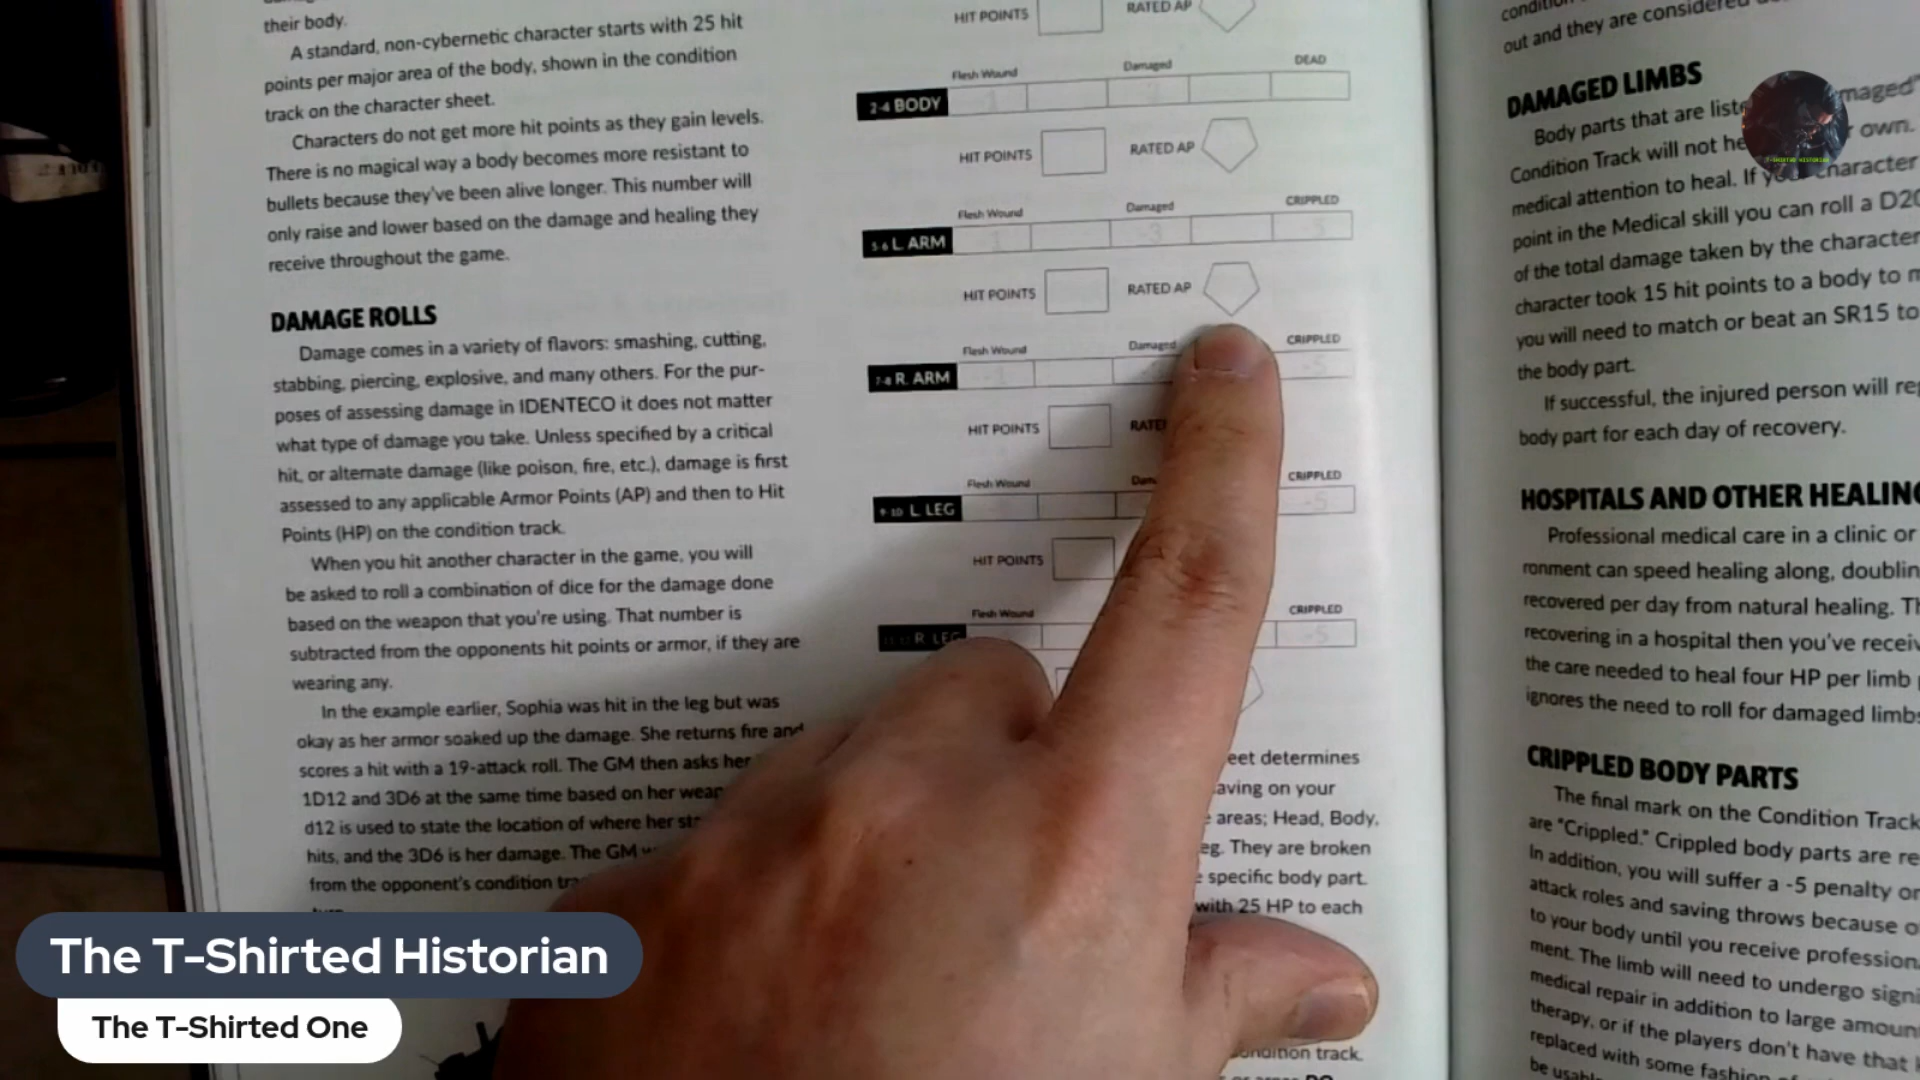 their body.
A standard, non-cybernetic character starts with 25 hit
points per major area of the body, shown in the condition
track on the character sheet.
Characters do not get more hit points as they gain levels.
There is no magical way a body becomes more resistant to
bullets because they've been alive longer. This number will
only raise and lower based on the damage and healing they
receive throughout the game.
DAMAGE ROLLS
Damage comes in a variety of flavors: smashing, cutting,
stabbing, piercing, explosive, and many others. For the pur-
poses of assessing damage in IDENTECO it does not matter
what type of damage you take. Unless specified by a critical
hit, or alternate damage (like poison, fire, etc.), damage is first
assessed to any applicable Armor Points (AP) and then to Hit
Points (HP) on the condition track.
When you hit another character in the game, you will
be asked to roll a combination of dice for the damage done
based on the weapon that you're using. That number is
subtracted from the opponents hit points or armor, if they are
wearing any.
In the example earlier, Sophia was hit in the leg but was
okay as her armor soaked up the damage. She returns fire and
scores a hit with a 19-attack roll. The GM then asks her
1D12 and 3D6 at the same time based on her
d12 is used to state the location of where her
hits, and the 3D6 is her damage. The GM
from the opponent's condition
HIT POINTS RATED AP
Flesh Wound Damaged DEAD
2-4 BODY -1 -3
HIT POINTS RATED AP
Flesh Wound Damaged CRIPPLED
5-6 L. ARM -1 -3 -5
HIT POINTS RATED AP
Flesh Wound Damaged CRIPPLED
7-8 R. ARM -1 -5
HIT POINTS
Flesh Wound CRIPPLED
9-10 L. LEG -5
HIT POINTS
Flesh Wound CRIPPLED
11-12 R. LEG -5
determines
on your
areas; Head, Body,
They are broken
specific body part.
with 25 HP to each
condition track.
out and they are considered
DAMAGED LIMBS
Body parts that are
Condition Track will not own.
medical attention to heal. If character
point in the Medical skill you can roll a D20
of the total damage taken by the character
character took 15 hit points to a body to
you will need to match or beat an SR15 to
the body part.
If successful, the injured person will
body part for each day of recovery.
HOSPITALS AND OTHER HEALING
Professional medical care in a clinic or
ronment can speed healing along,
recovered per day from natural healing.
recovering in a hospital then you've
the care needed to heal four HP per limb
ignores the need to roll for damaged limbs
CRIPPLED BODY PARTS
The final mark on the Condition Track
are "Crippled." Crippled body parts are
In addition, you will suffer a -5 penalty
attack roles and saving throws because
to your body until you receive
ment. The limb will need to undergo
medical repair in addition to large
therapy, or if the players don't have that
replaced with some fashion
be
The T-Shirted Historian
The T-Shirted One